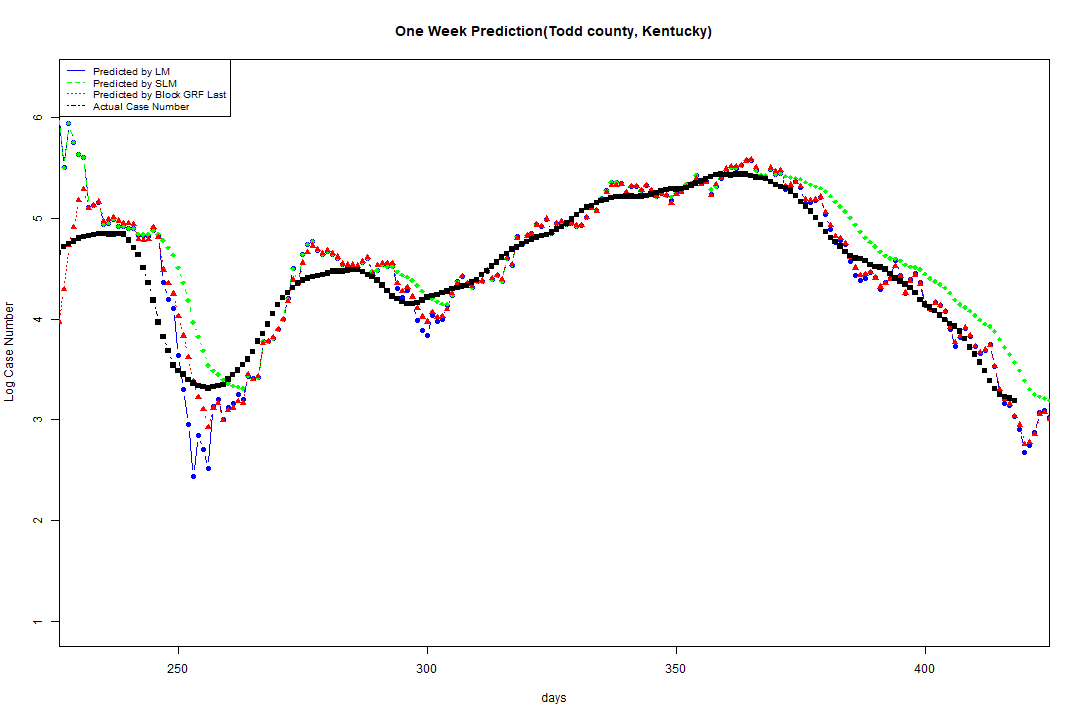 One Week Prediction(Todd county, Kentucky)
Predicted by LM
Predicted by SLM
Predicted by Block GRF Last
Actual Case Number
6
5
4
3
2
1
Log Case Number
250 300 350 400
days